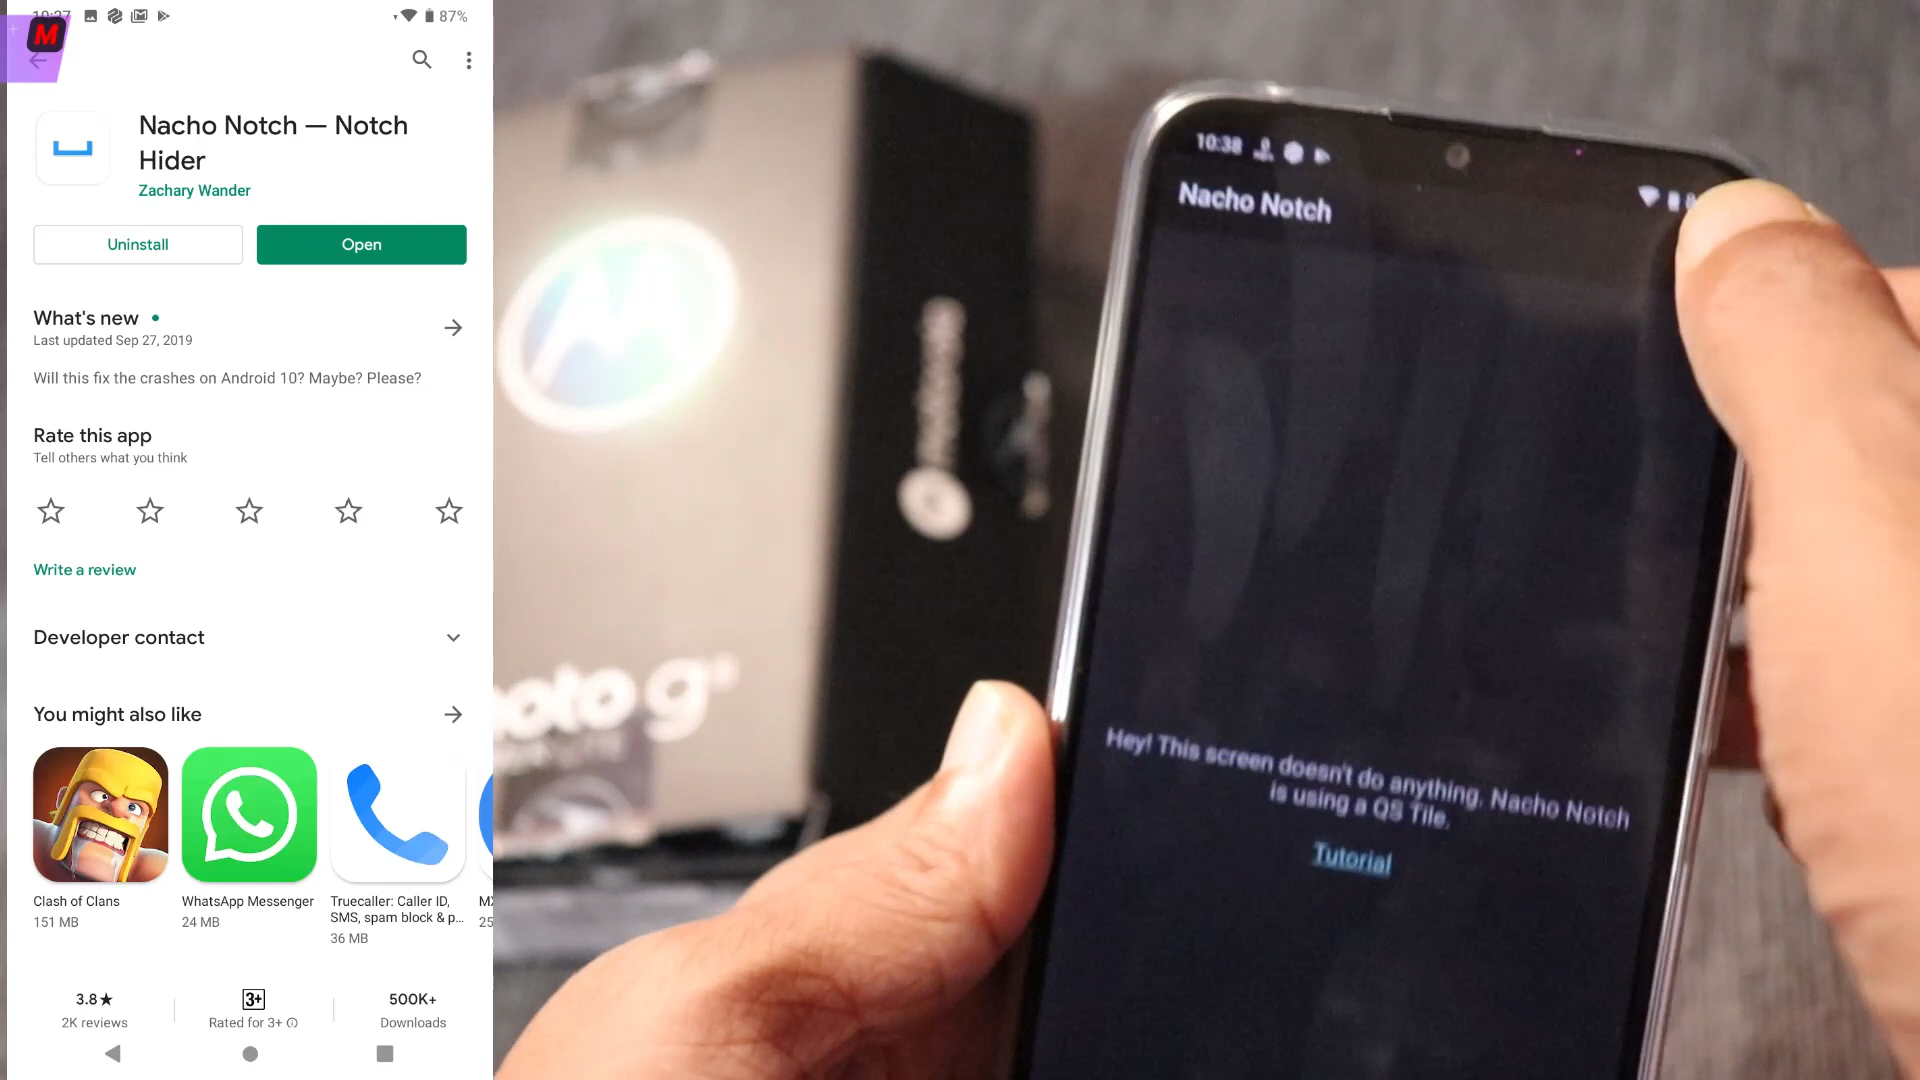 10:37
87%
M
Nacho Notch — Notch
Hider
Zachary Wander
Uninstall
Open
What's new
Last updated Sep 27, 2019
Will this fix the crashes on Android 10? Maybe? Please?
Rate this app
Tell others what you think
Write a review
Developer contact
You might also like
Clash of Clans
151 MB
WhatsApp Messenger
24 MB
Truecaller: Caller ID,
SMS, spam block & p...
36 MB
25
3.8★
2K reviews
3+
Rated for 3+
500K+
Downloads
moto g
10:38
Nacho Notch
Hey! This screen doesn't do anything. Nacho Notch
is using a QS Tile.
Tutorial